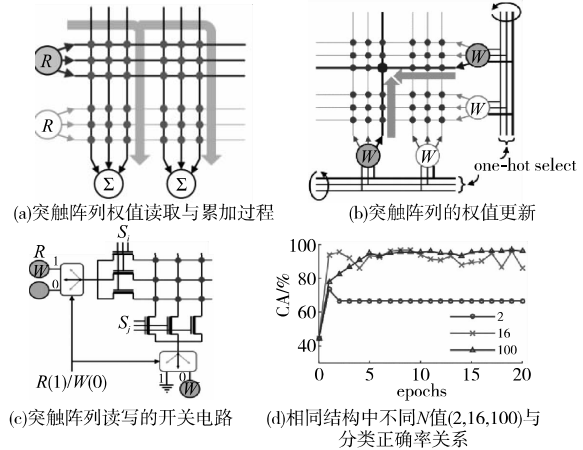 R
R
Σ
Σ
(a)突触阵列权值读取与累加过程
W
W
W
W
one-hot select
(b)突触阵列的权值更新
S_i
R
W
1
0
S_j
R(1)/W(0)
1
0
W
(c)突触阵列读写的开关电路
CA/%
100
80
60
40
0
5
10
15
20
epochs
2
16
100
(d)相同结构中不同N值(2,16,100)与
分类正确率关系